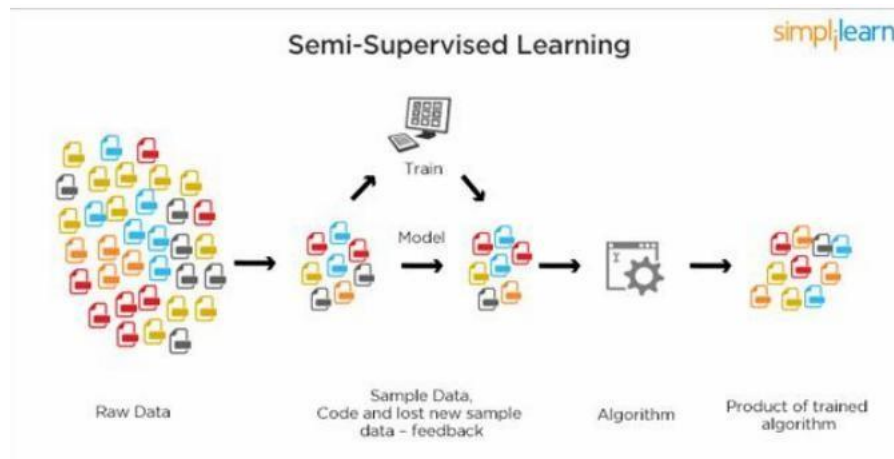 Semi-Supervised Learning
simplilearn
Train
Model
Raw Data
Sample Data,
Code and lost new sample
data – feedback
Algorithm
Product of trained
algorithm